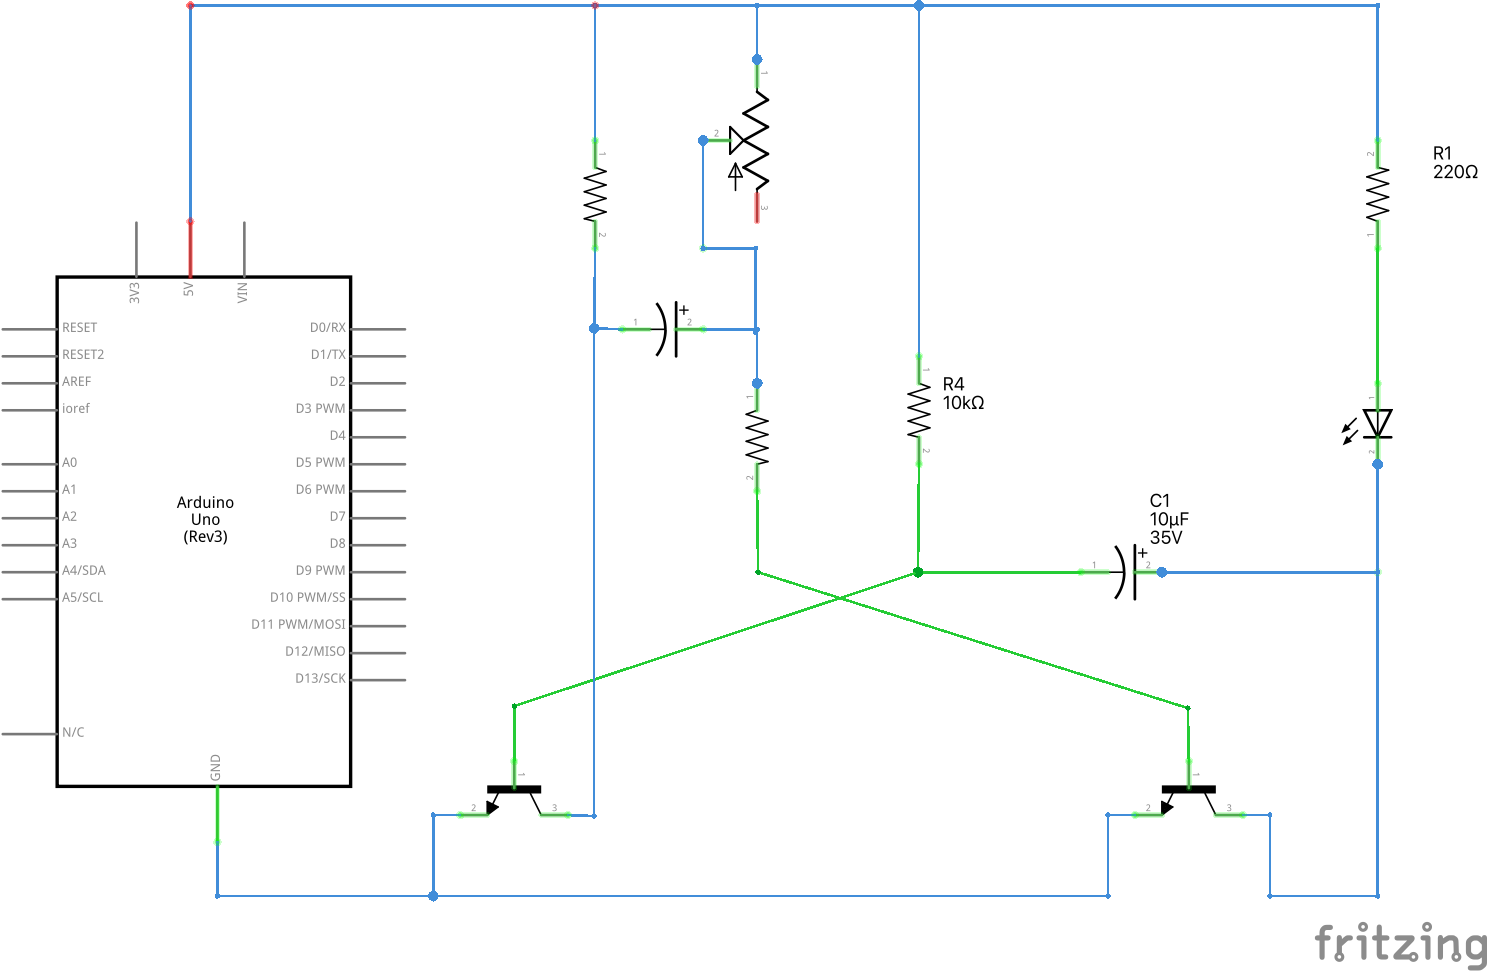 3V3
5V
VIN
RESET
RESET2
AREF
ioref
A0
A1
A2
A3
A4/SDA
A5/SCL
N/C
D0/RX
D1/TX
D2
D3 PWM
D4
D5 PWM
D6 PWM
D7
D8
D9 PWM
D10 PWM/SS
D11 PWM/MOSI
D12/MISO
D13/SCK
GND
Arduino
Uno
(Rev3)
1
2
1
2
3
1
2
+
1
2
1
2
R4
10kΩ
2
1
R1
220Ω
1
2
C1
10µF
35V
1
2
+
1
2
3
1
2
3
fritzing